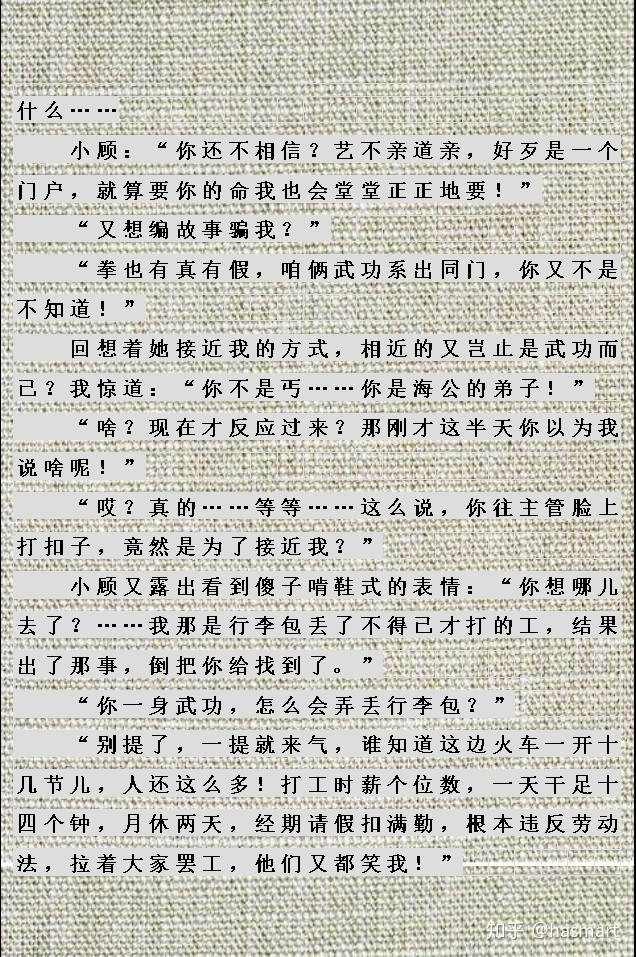 什么……
小顾：“你还不相信？艺不亲道亲，好歹是一个
门户，就算要你的命我也会堂堂正正地要！”
“又想编故事骗我？”
“拳也有真有假，咱俩武功系出同门，你又不是
不知道！”
回想着她接近我的方式，相近的又岂止是武功而
已？我惊道：“你不是丐……你是海公的弟子！”
“啥？现在才反应过来？那刚才这半天你以为我
说啥呢！”
“哎？真的……等等……这么说，你往主管脸上
打扣子，竟然是为了接近我？”
小顾又露出看到傻子啃鞋式的表情：“你想哪儿
去了？……我那是行李包丢了不得已才打的工，结果
出了那事，倒把你给找到了。”
“你一身武功，怎么会弄丢行李包？”
“别提了，一提就来气，谁知道这边火车一开十
几节儿，人还这么多！打工时薪个位数，一天干足十
四个钟，月休两天，经期请假扣满勤，根本违反劳动
法，拉着大家罢工，他们又都笑我！”
知乎 @hasmart